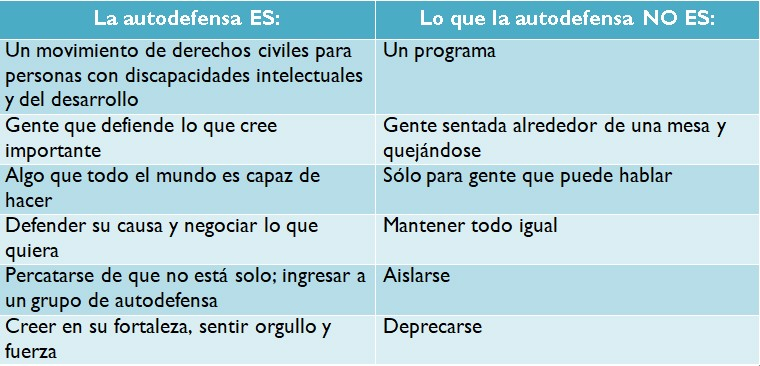 La autodefensa ES:
Lo que la autodefensa NO ES:
Un movimiento de derechos civiles para
personas con discapacidades intelectuales
y del desarrollo
Un programa
Gente que defiende lo que cree
importante
Gente sentada alrededor de una mesa y
quejándose
Algo que todo el mundo es capaz de
hacer
Sólo para gente que puede hablar
Defender su causa y negociar lo que
quiera
Mantener todo igual
Percatarse de que no está solo; ingresar a
un grupo de autodefensa
Aislarse
Creer en su fortaleza, sentir orgullo y
fuerza
Deprecarse